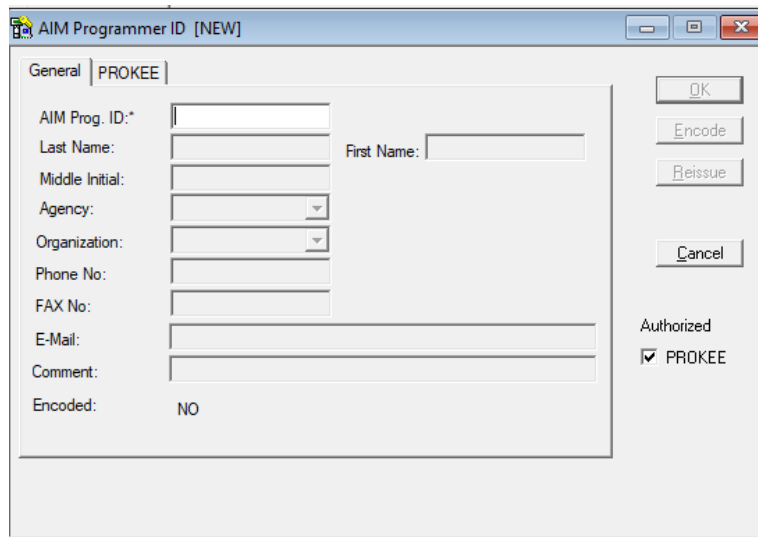 AIM Programmer ID [NEW]
General PROKEE
OK
AIM Prog. ID:*
Encode
Last Name: First Name:
Reissue
Middle Initial:
Agency:
Organization:
Cancel
Phone No:
FAX No:
Authorized
E-Mail:
PROKEE
Comment:
Encoded: NO